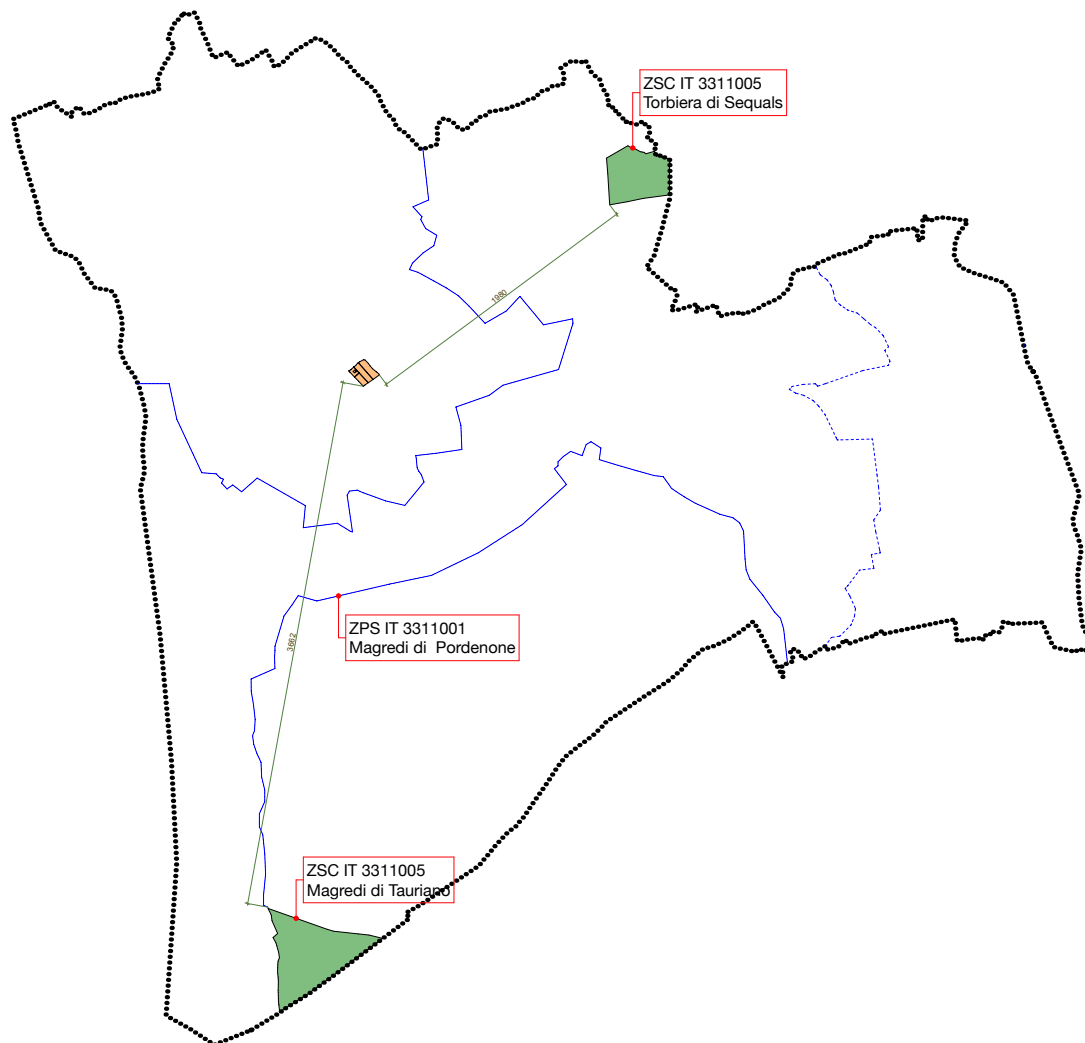 ZSC IT 3311005
Torbiera di Sequals
1980
ZPS IT 3311001
Magredi di Pordenone
3662
ZSC IT 3311005
Magredi di Tauriano